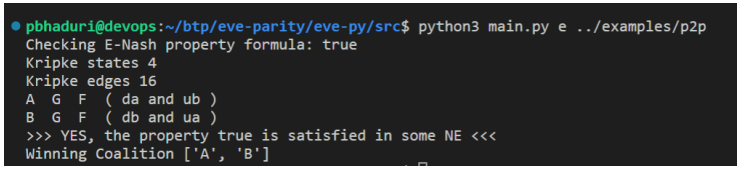 pbhaduri@devops:~/btp/eve-parity/eve-py/src$ python3 main.py e ../examples/p2p
Checking E-Nash property formula: true
Kripke states 4
Kripke edges 16
A G F ( da and ub )
B G F ( db and ua )
>>> YES, the property true is satisfied in some NE <<<
Winning Coalition ['A', 'B']